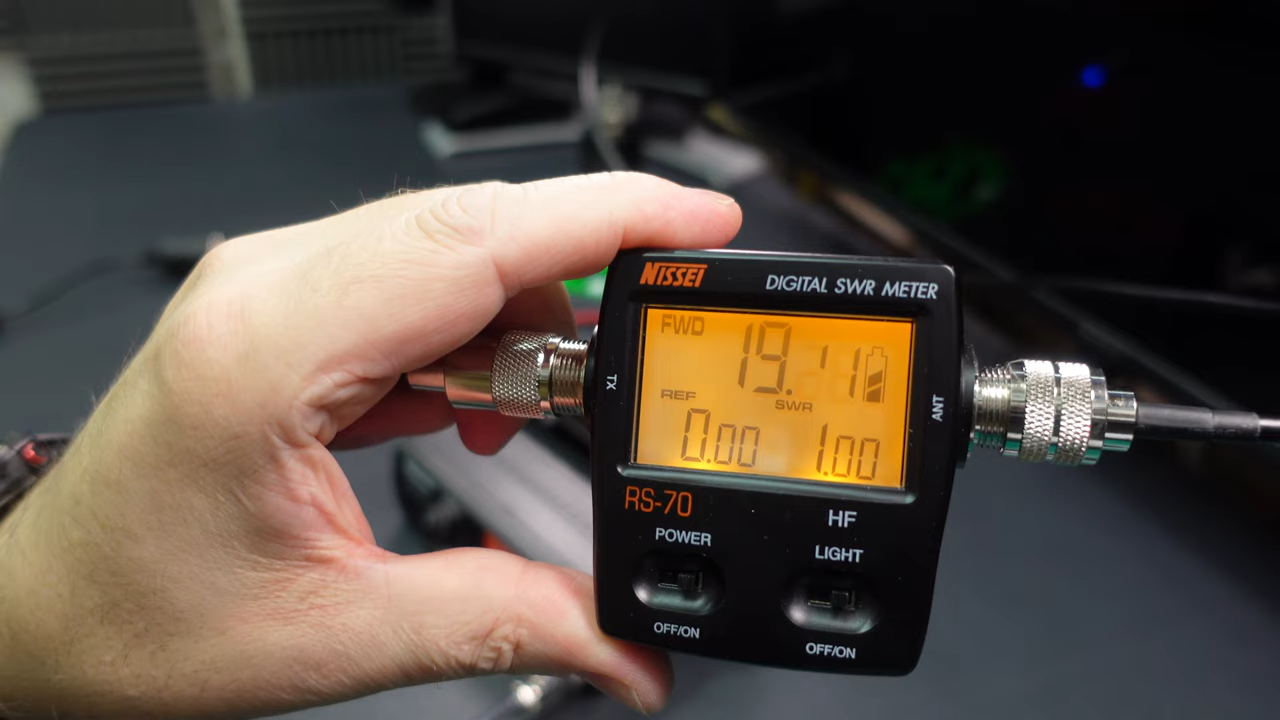 NISSEI
DIGITAL SWR METER
FWD
19.11
TX
REF
SWR
ANT
0.00
1.00
RS-70
HF
POWER
LIGHT
OFF/ON
OFF/ON